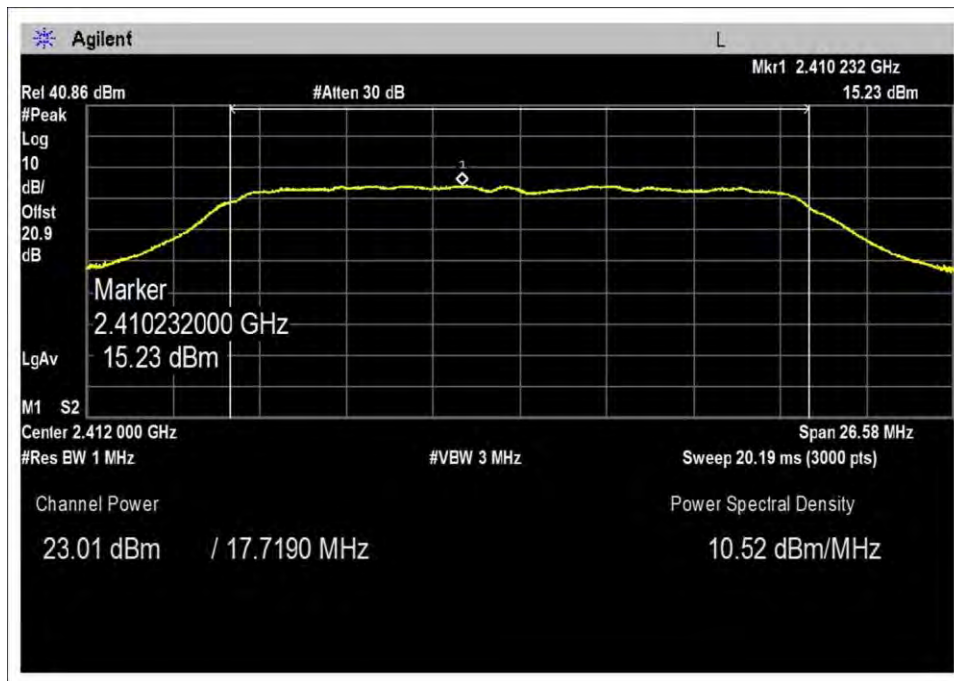 Agilent
L
Mkr1 2.410 232 GHz
Rel 40.86 dBm #Atten 30 dB 15.23 dBm
#Peak
Log
10
dB/
Offst
20.9
dB
1
Marker
2.410232000 GHz
15.23 dBm
LgAv
M1 S2
Center 2.412 000 GHz Span 26.58 MHz
#Res BW 1 MHz #VBW 3 MHz Sweep 20.19 ms (3000 pts)
Channel Power Power Spectral Density
23.01 dBm / 17.7190 MHz 10.52 dBm/MHz